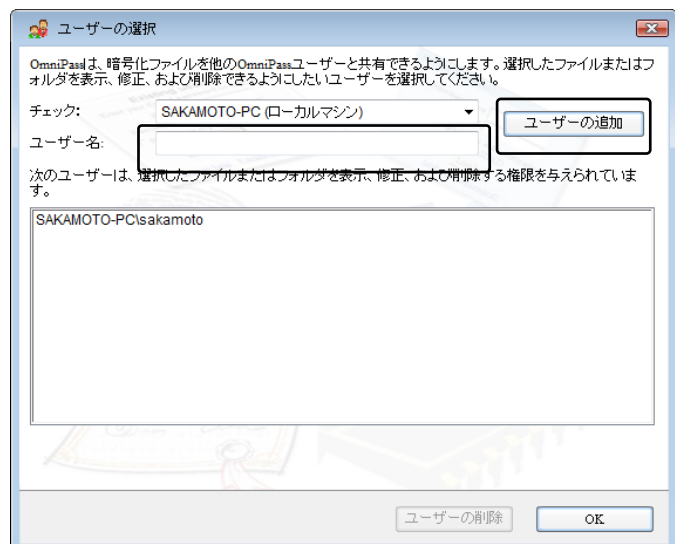 ユーザーの選択
OmniPassは、暗号化ファイルを他のOmniPassユーザーと共有できるようにします。選択したファイルまたはフ
ォルダを表示、修正、および削除できるようにしたいユーザーを選択してください。
チェック: SAKAMOTO-PC (ローカルマシン)
ユーザーの追加
ユーザー名:
次のユーザーは、選択したファイルまたはフォルダを表示、修正、および削除する権限を与えられていま
す。
SAKAMOTO-PC\sakamoto
ユーザーの削除 OK